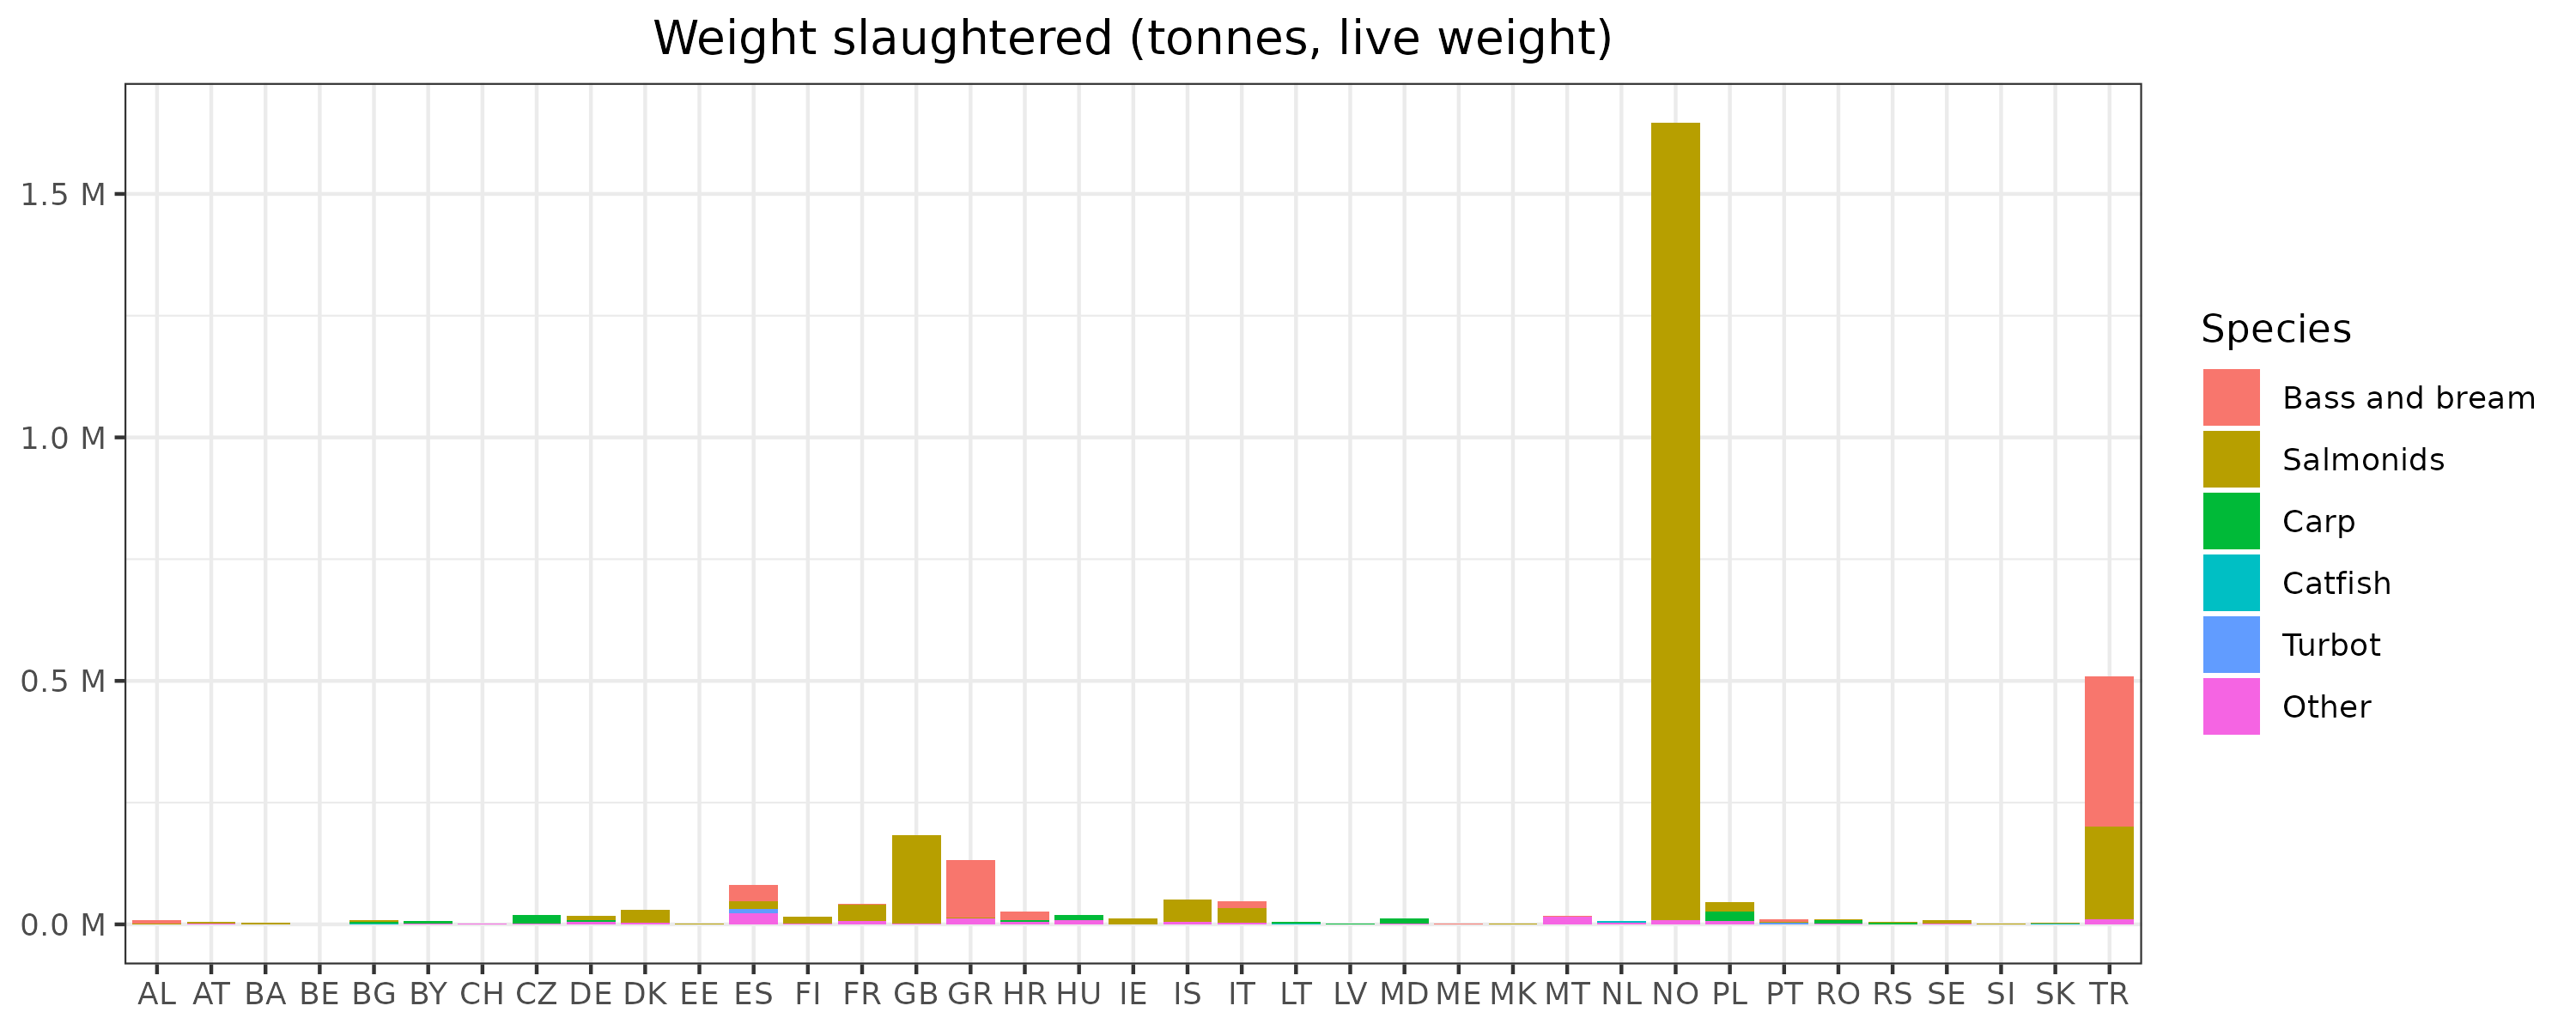 Weight slaughtered (tonnes, live weight)
1.5 M
1.0 M
0.5 M
0.0 M
AL AT BA BE BG BY CH CZ DE DK EE ES FI FR GB GR HR HU IE IS IT LT LV MD ME MK MT NL NO PL PT RO RS SE SI SK TR
Species
Bass and bream
Salmonids
Carp
Catfish
Turbot
Other